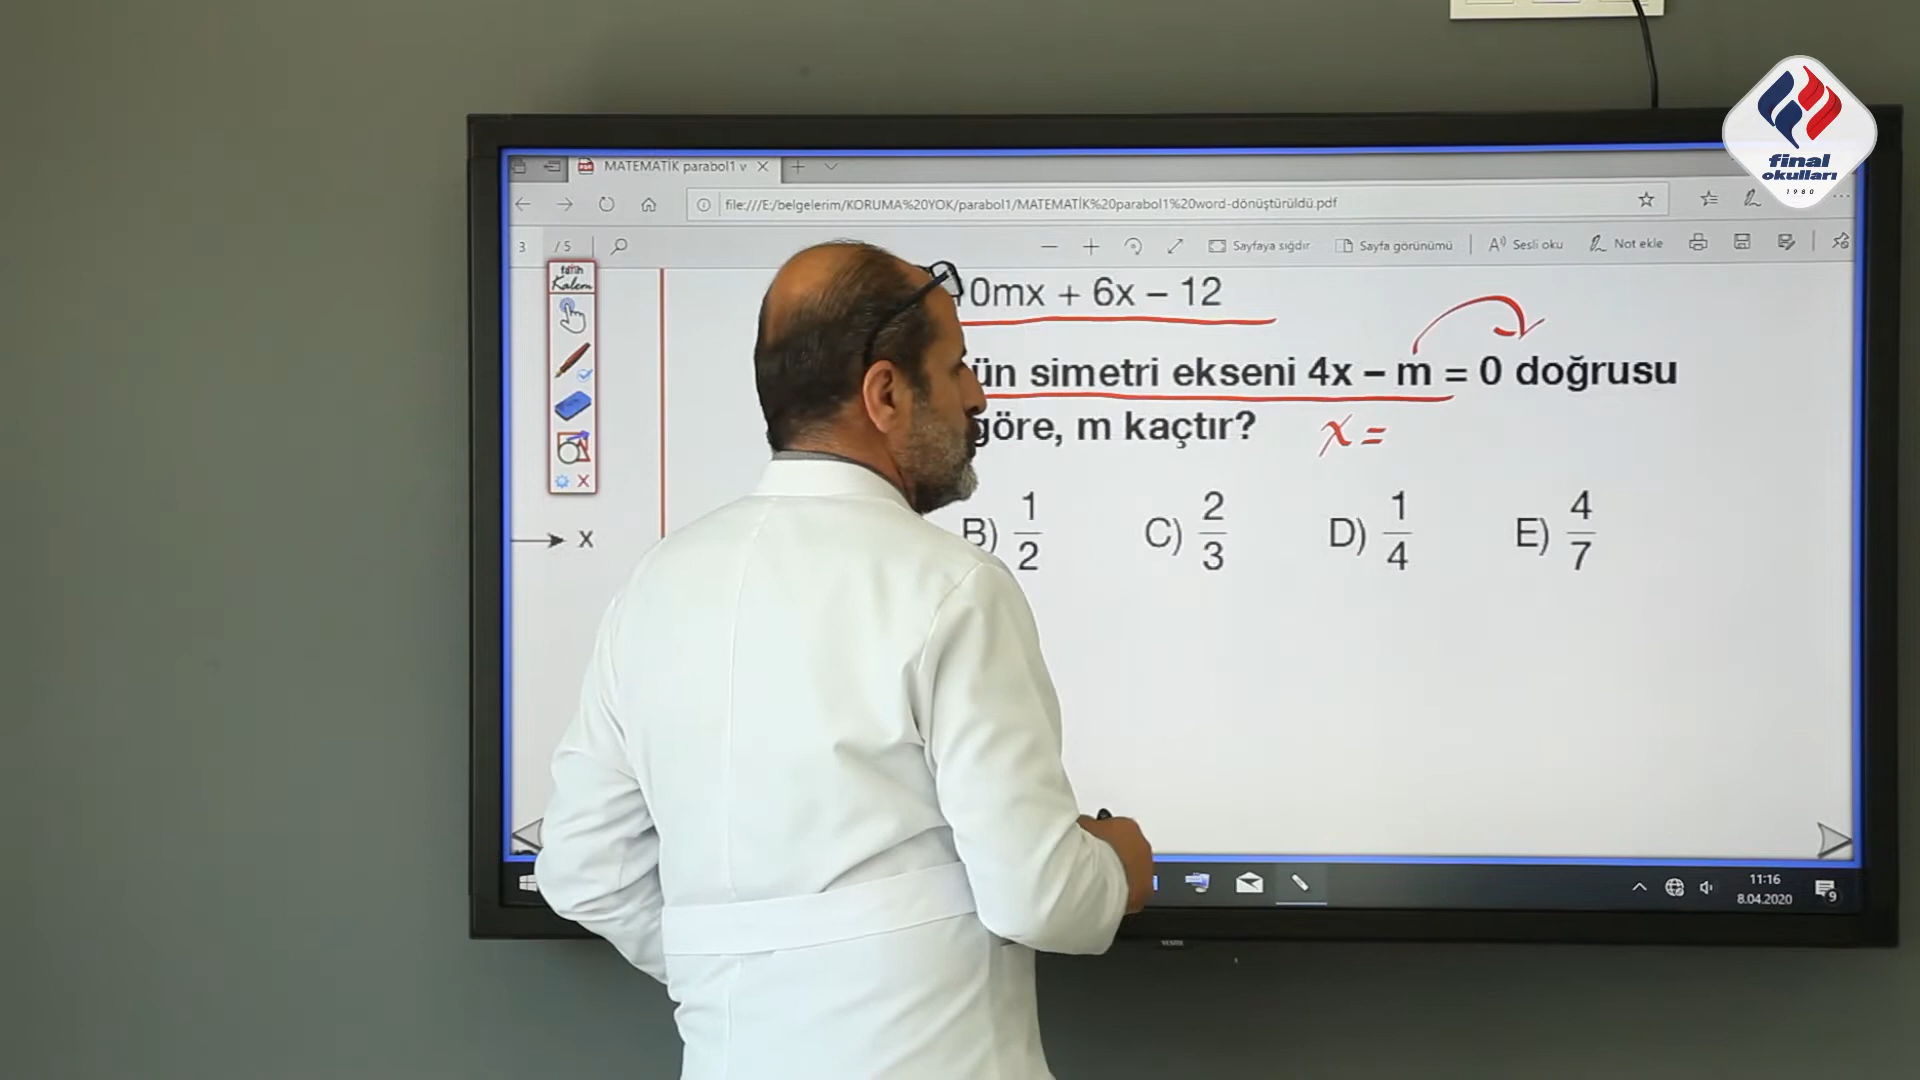 final
okulları
1980
MATEMATİK parabol1 v
file:///E:/belgelerim/KORUMA%20YOK/parabol1/MATEMATİK%20parabol1%20word-dönüştürüldü.pdf
3 / 5 Sayfaya sığdır Sayfa görünümü Sesli oku Not ekle
fatih
Kalem
0mx + 6x – 12
ün simetri ekseni 4x – m = 0 doğrusu
göre, m kaçtır? x =
B) 1/2 C) 2/3 D) 1/4 E) 4/7
X
11:16
8.04.2020
9
VESTEL